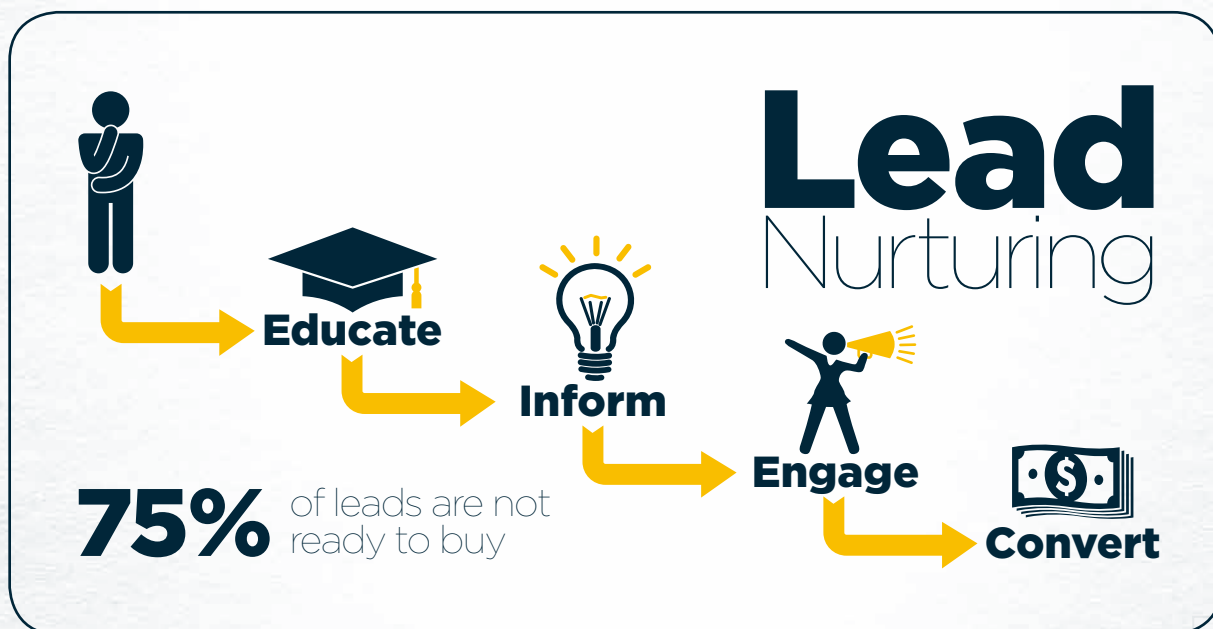 Lead
Nurturing
Educate
Inform
Engage
$
Convert
75%
of leads are not
ready to buy